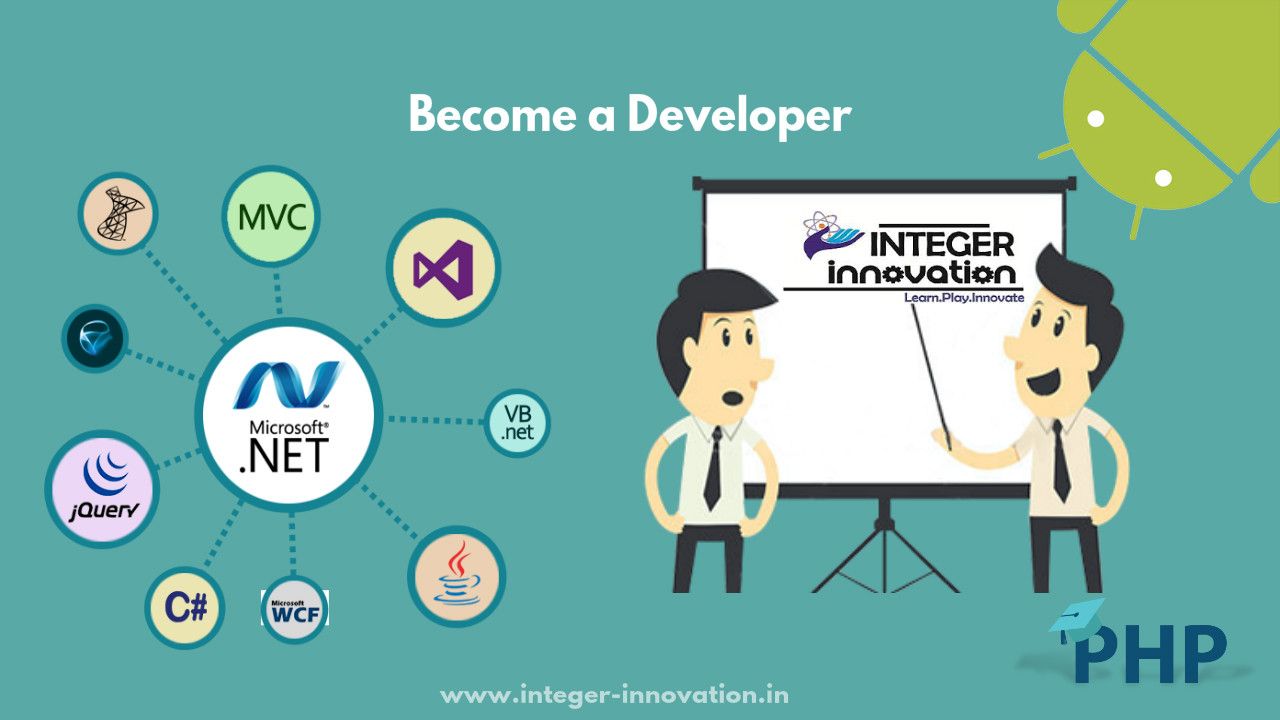 Become a Developer
MVC
Microsoft®
.NET
™
VB
.net
jQuery
C#
Microsoft
WCF
INTEGER
innovation
Learn.Play.Innovate
PHP
www.integer-innovation.in